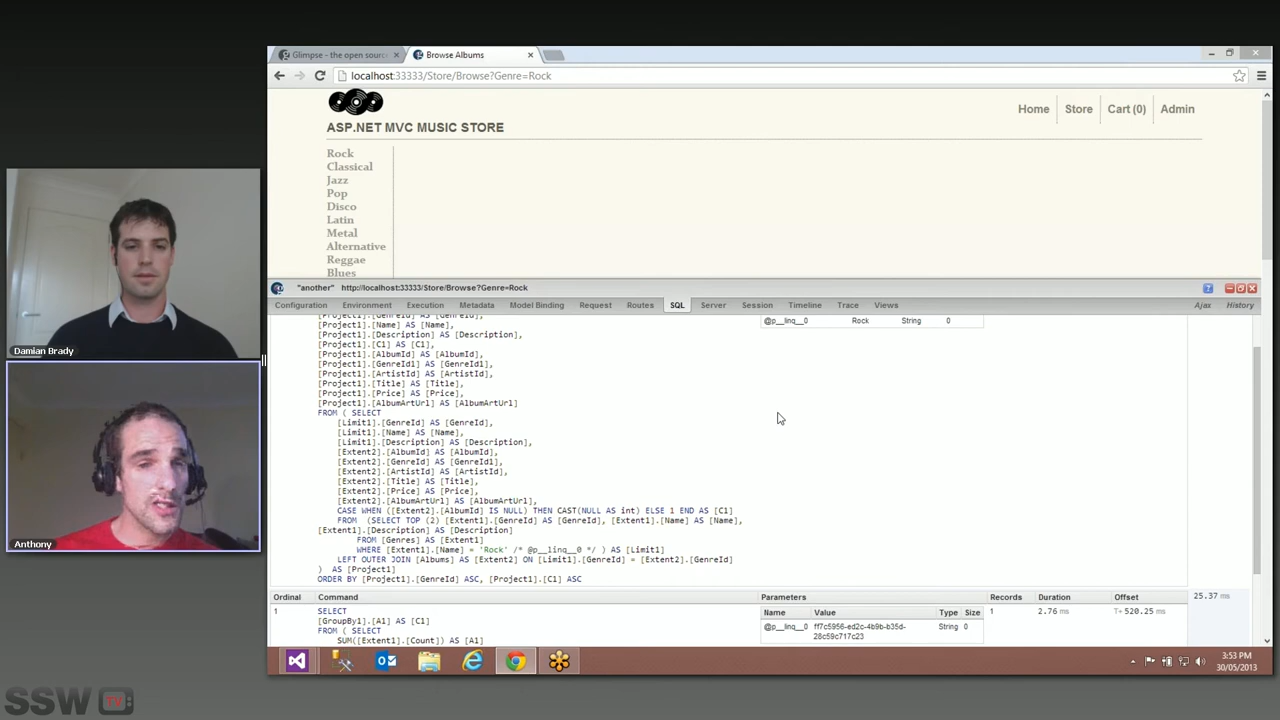 Glimpse - the open sourc
Browse Albums
localhost:33333/Store/Browse?Genre=Rock
ASP.NET MVC MUSIC STORE
Home
Store
Cart (0)
Admin
Rock
Classical
Jazz
Pop
Disco
Latin
Metal
Alternative
Reggae
Blues
"another" http://localhost:33333/Store/Browse?Genre=Rock
Configuration Environment Execution Metadata Model Binding Request Routes SQL Server Session Timeline Trace Views Ajax History
[Project1].[GenreId] AS [GenreId],
[Project1].[Name] AS [Name],
[Project1].[Description] AS [Description],
[Project1].[C1] AS [C1],
[Project1].[AlbumId] AS [AlbumId],
[Project1].[GenreId1] AS [GenreId1],
[Project1].[ArtistId] AS [ArtistId],
[Project1].[Title] AS [Title],
[Project1].[Price] AS [Price],
[Project1].[AlbumArtUrl] AS [AlbumArtUrl]
FROM ( SELECT
[Limit1].[GenreId] AS [GenreId],
[Limit1].[Name] AS [Name],
[Limit1].[Description] AS [Description],
[Extent2].[AlbumId] AS [AlbumId],
[Extent2].[GenreId] AS [GenreId1],
[Extent2].[ArtistId] AS [ArtistId],
[Extent2].[Title] AS [Title],
[Extent2].[Price] AS [Price],
[Extent2].[AlbumArtUrl] AS [AlbumArtUrl],
CASE WHEN ([Extent2].[AlbumId] IS NULL) THEN CAST(NULL AS int) ELSE 1 END AS [C1]
FROM (SELECT TOP (2) [Extent1].[GenreId] AS [GenreId], [Extent1].[Name] AS [Name],
[Extent1].[Description] AS [Description]
FROM [Genres] AS [Extent1]
WHERE [Extent1].[Name] = 'Rock' /* @p__linq__0 */ ) AS [Limit1]
LEFT OUTER JOIN [Albums] AS [Extent2] ON [Limit1].[GenreId] = [Extent2].[GenreId]
) AS [Project1]
ORDER BY [Project1].[GenreId] ASC, [Project1].[C1] ASC
@p__linq__0 Rock String 0
Ordinal Command Parameters Records Duration Offset 25.37 ms
1 SELECT
[GroupBy1].[A1] AS [C1]
FROM ( SELECT
SUM([Extent1].[Count]) AS [A1]
Name Value Type Size
@p__linq__0 ff7c5956-ed2c-4b9b-b35d-
28c59c717c23
String 0
1 2.76 ms T+ 520.25 ms
3:53 PM
30/05/2013
Damian Brady
Anthony
SSW TV